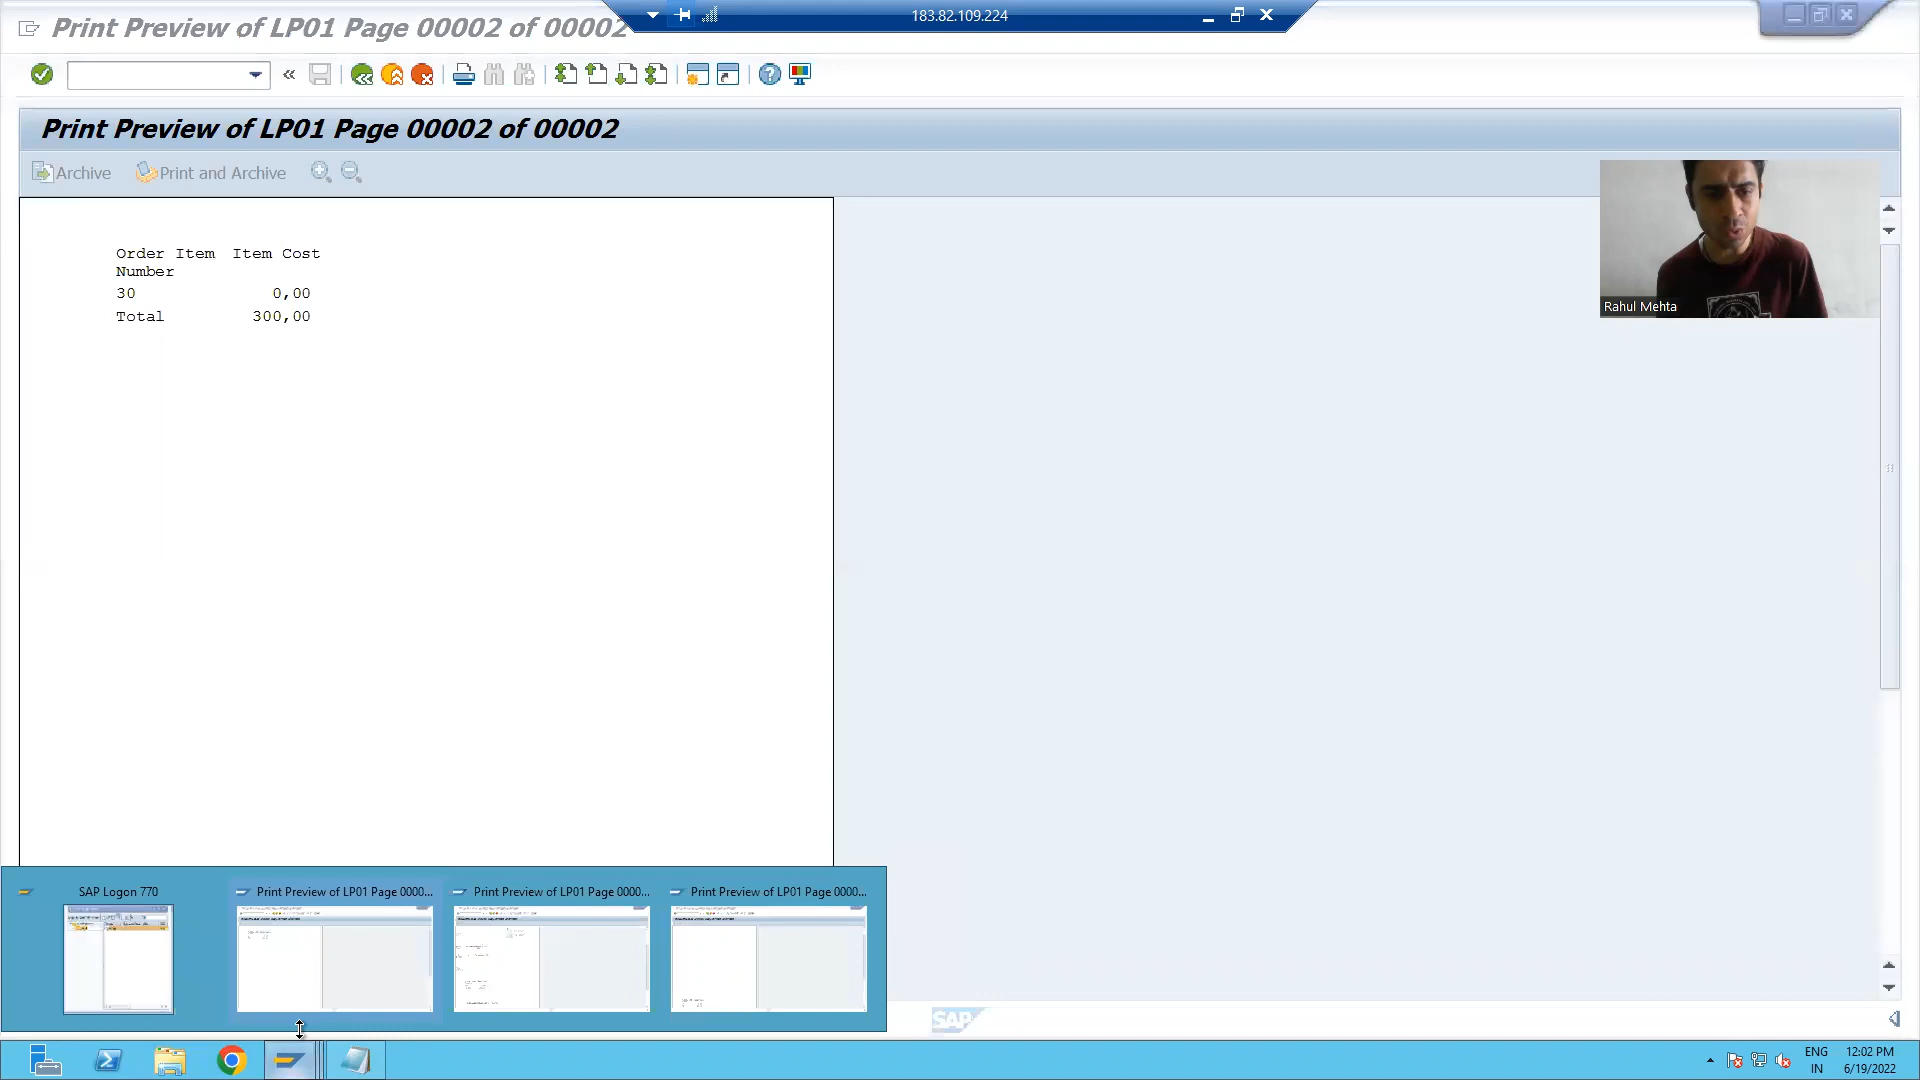 Print Preview of LP01 Page 00002 of 00002
183.82.109.224
Print Preview of LP01 Page 00002 of 00002
Archive
Print and Archive
Order Item Item Cost
Number
30 0,00
Total 300,00
Rahul Mehta
SAP Logon 770
Print Preview of LP01 Page 0000...
Print Preview of LP01 Page 0000...
Print Preview of LP01 Page 0000...
SAP
ENG
IN
12:02 PM
6/19/2022